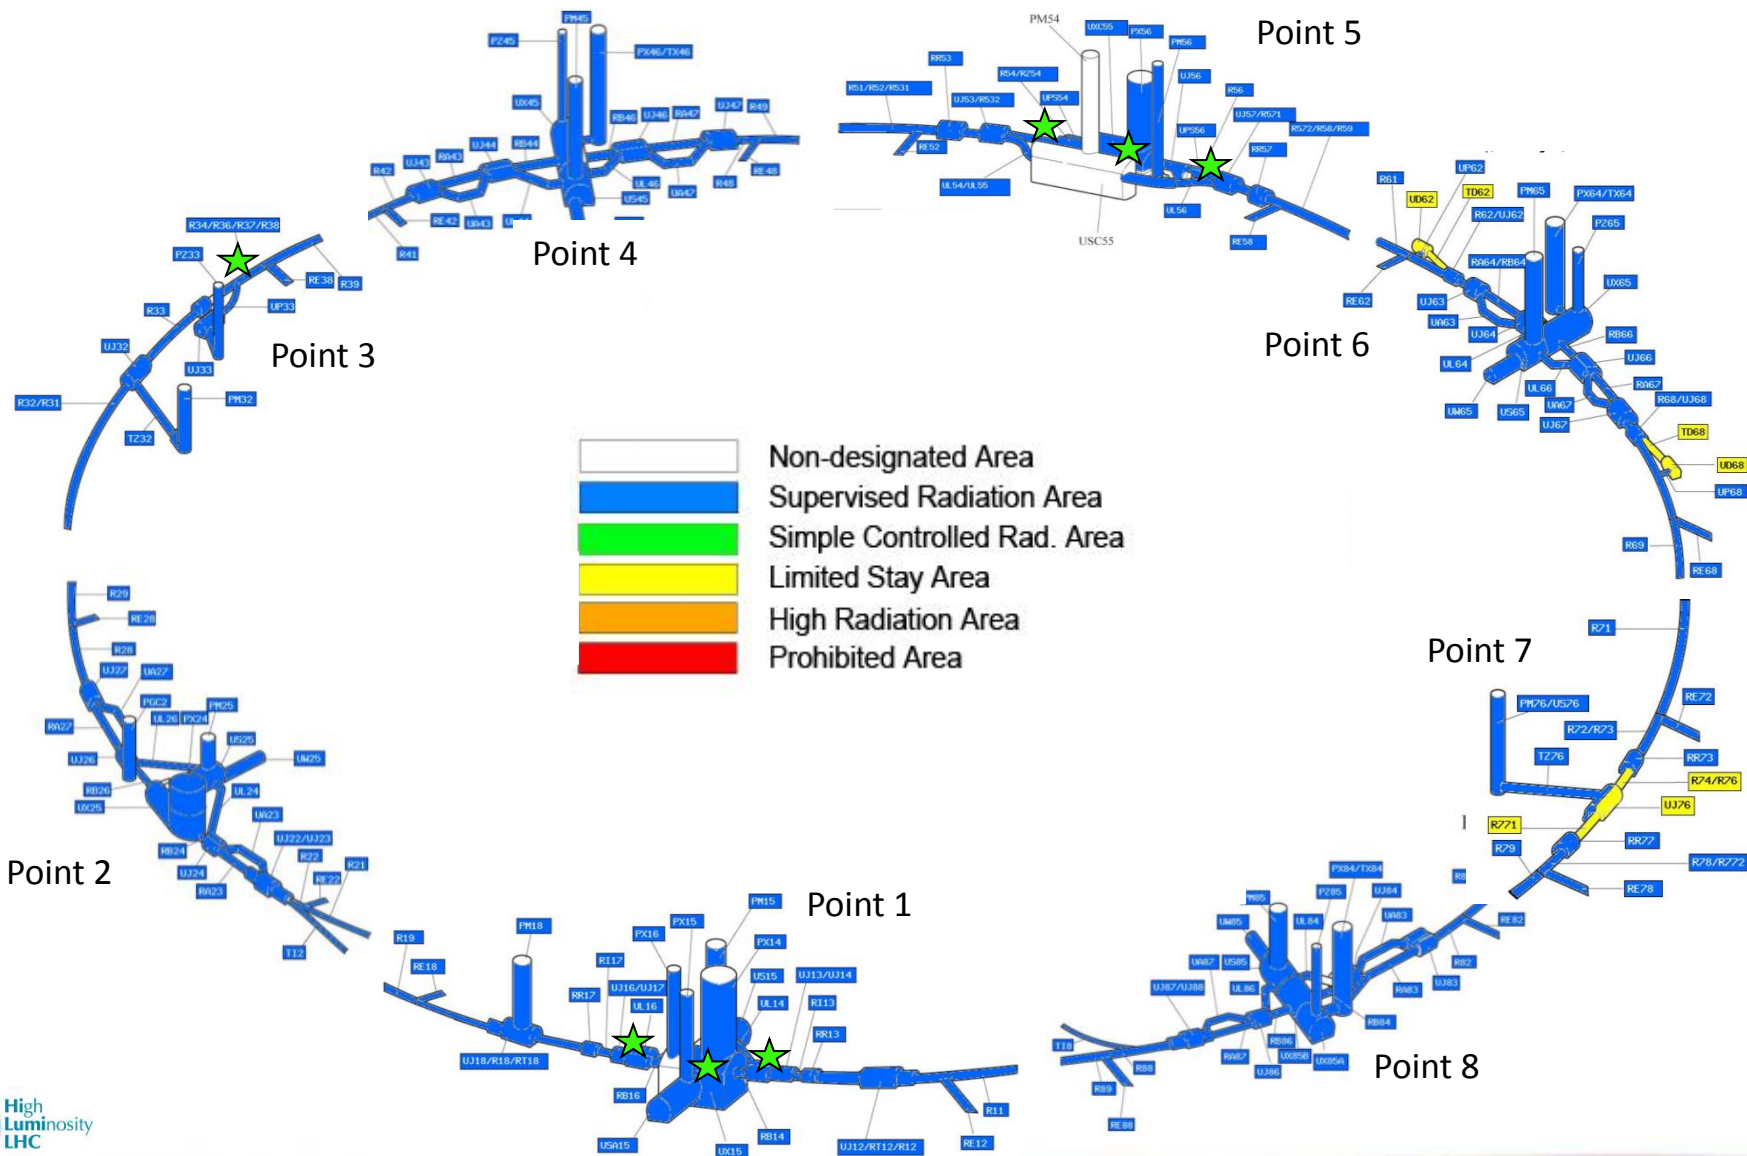 PM45
PZ45
PX46/TX46
UX45
RB46
UJ46
RA47
UJ47
R49
UJ44
RB44
RA43
UJ43
R42
RE48
R48
UA47
UL46
US45
RE42
UA43
R41
Point 4
PM54
UXC55
PX56
PM56
Point 5
RR53
R54/RZ54
UJ56
R51/R52/R531
UJ53/R532
UPS54
R56
UPS56
UJ57/R571
R572/R58/R59
RR57
RE52
UL54/UL55
UL56
RE58
USC55
R34/R36/R37/R38
PZ33
RE38
R39
R33
UP33
UJ32
UJ33
Point 3
R32/R31
PM32
TZ32
R61
UP62
UD62
TD62
PM65
PX64/TX64
R62/UJ62
PZ65
RA64/RB64
UX65
RE62
UJ63
UA63
UJ64
RB66
UL64
UJ66
UL66
RA67
UW65
US65
UA67
R68/UJ68
UJ67
TD68
UD68
UP68
R69
RE68
Point 6
Non-designated Area
Supervised Radiation Area
Simple Controlled Rad. Area
Limited Stay Area
High Radiation Area
Prohibited Area
R29
RE28
R28
UJ27
UA27
PGC2
UL26
PX24
PM25
RA27
US25
UJ26
UW25
RB26
UX25
UL24
UA23
UJ22/UJ23
RB24
R22
UJ24
R21
RA23
RE22
TI2
Point 2
R71
Point 7
PM76/US76
RE72
R72/R73
TZ76
RR73
R74/R76
UJ76
R771
R79
RR77
R78/R772
RE78
Point 1
PM15
PX15
PX16
PX14
PM18
R19
RE18
RI17
US15
UJ16/UJ17
UJ13/UJ14
RR17
UL16
UL14
RI13
RR13
UJ18/R18/RT18
RB16
R11
USA15
UX15
RB14
UJ12/RT12/R12
RE12
PX84/TX84
PZ85
UJ84
R8
M85
UL84
UA83
RE82
UW85
UA87
US85
R82
UJ87/UJ88
UL86
RA83
UJ83
RB84
TI8
RB86
R88
RA87
UX85B
UX85A
UJ86
R89
RE88
Point 8
High
Luminosity
LHC